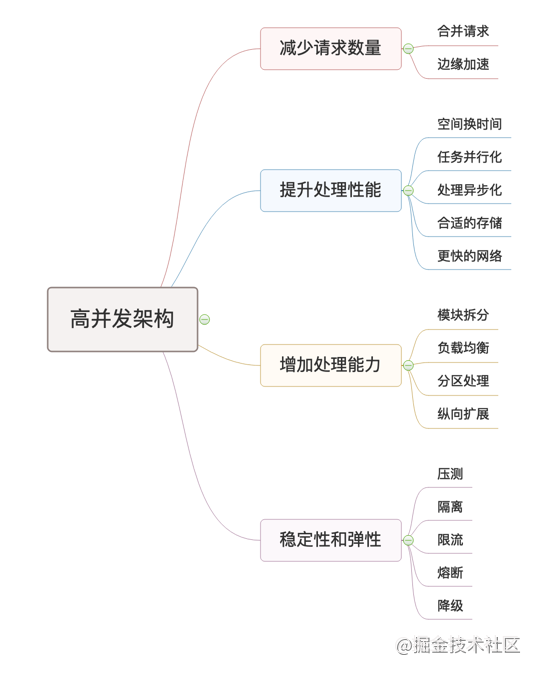 高并发架构
减少请求数量
合并请求
边缘加速
提升处理性能
空间换时间
任务并行化
处理异步化
合适的存储
更快的网络
增加处理能力
模块拆分
负载均衡
分区处理
纵向扩展
稳定性和弹性
压测
隔离
限流
熔断
降级
@掘金技术社区